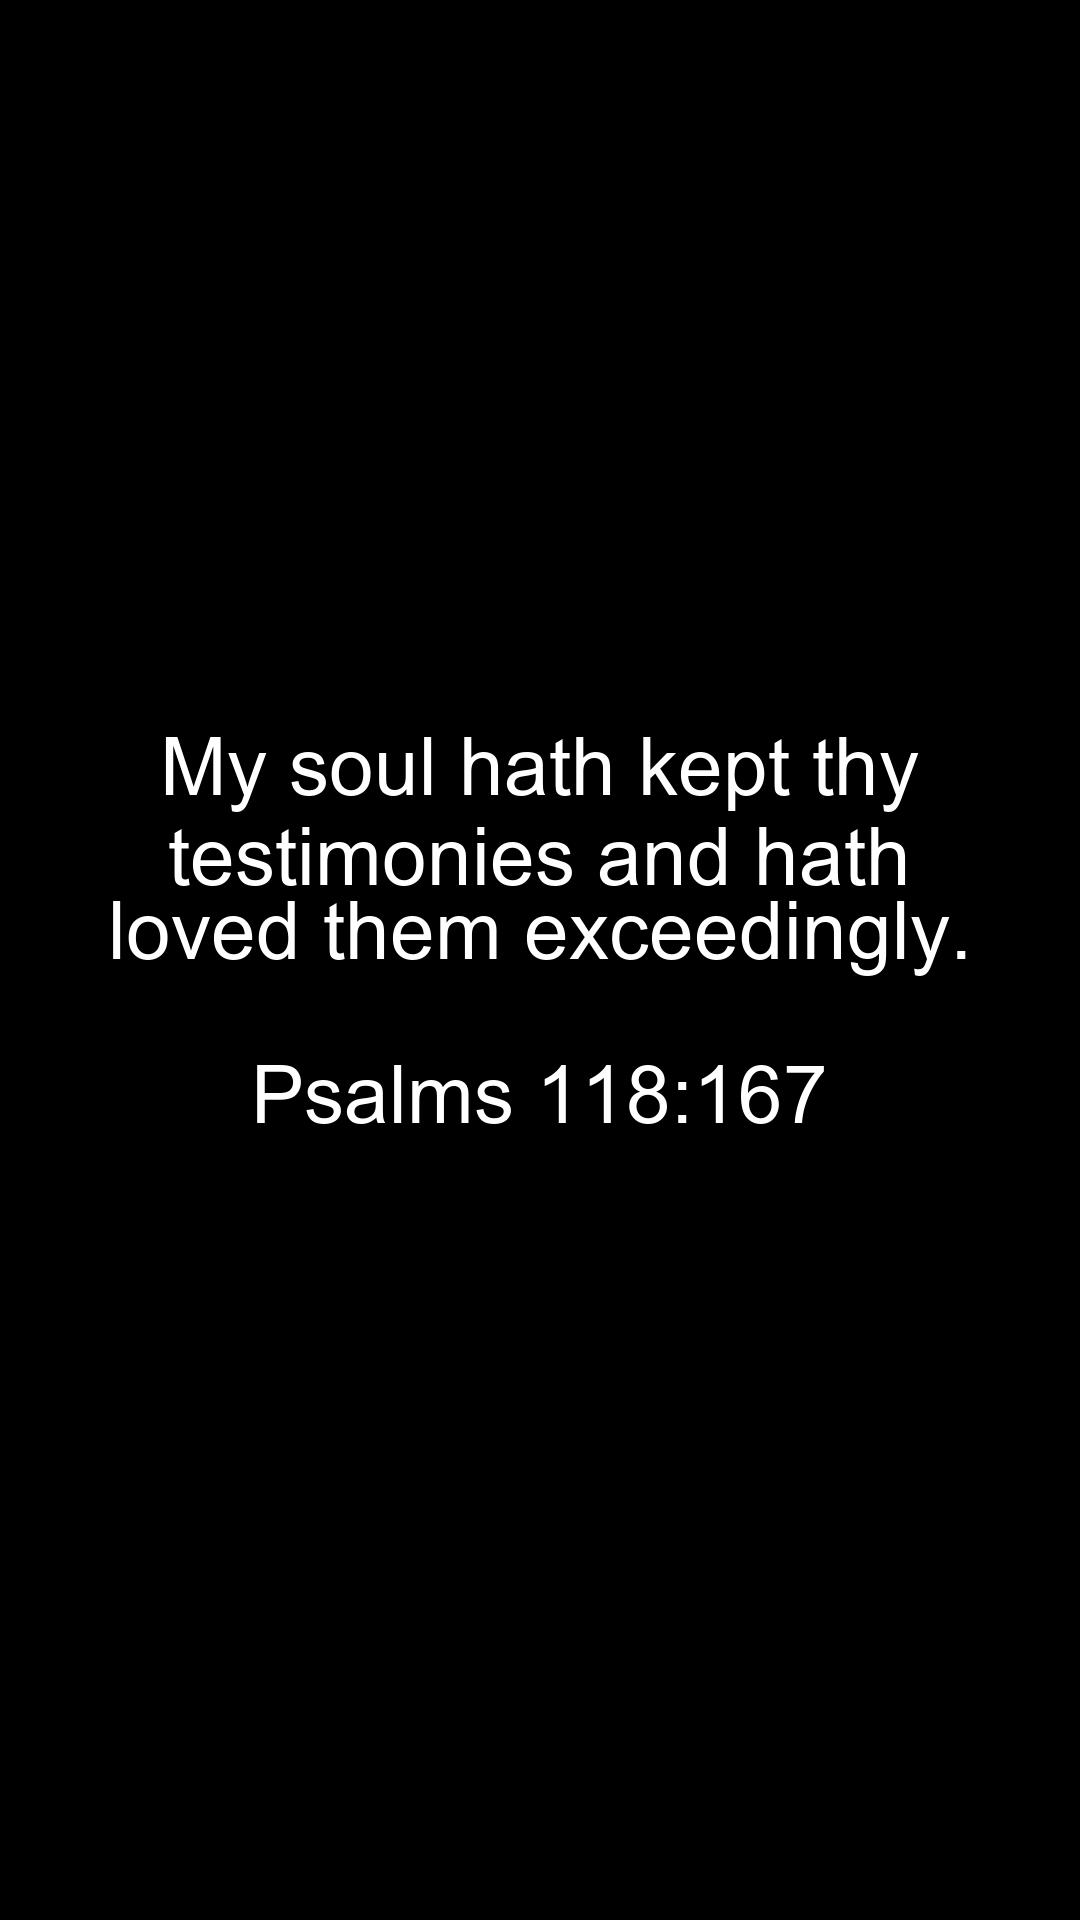 My soul hath kept thy
testimonies and hath
loved them exceedingly.
Psalms 118:167